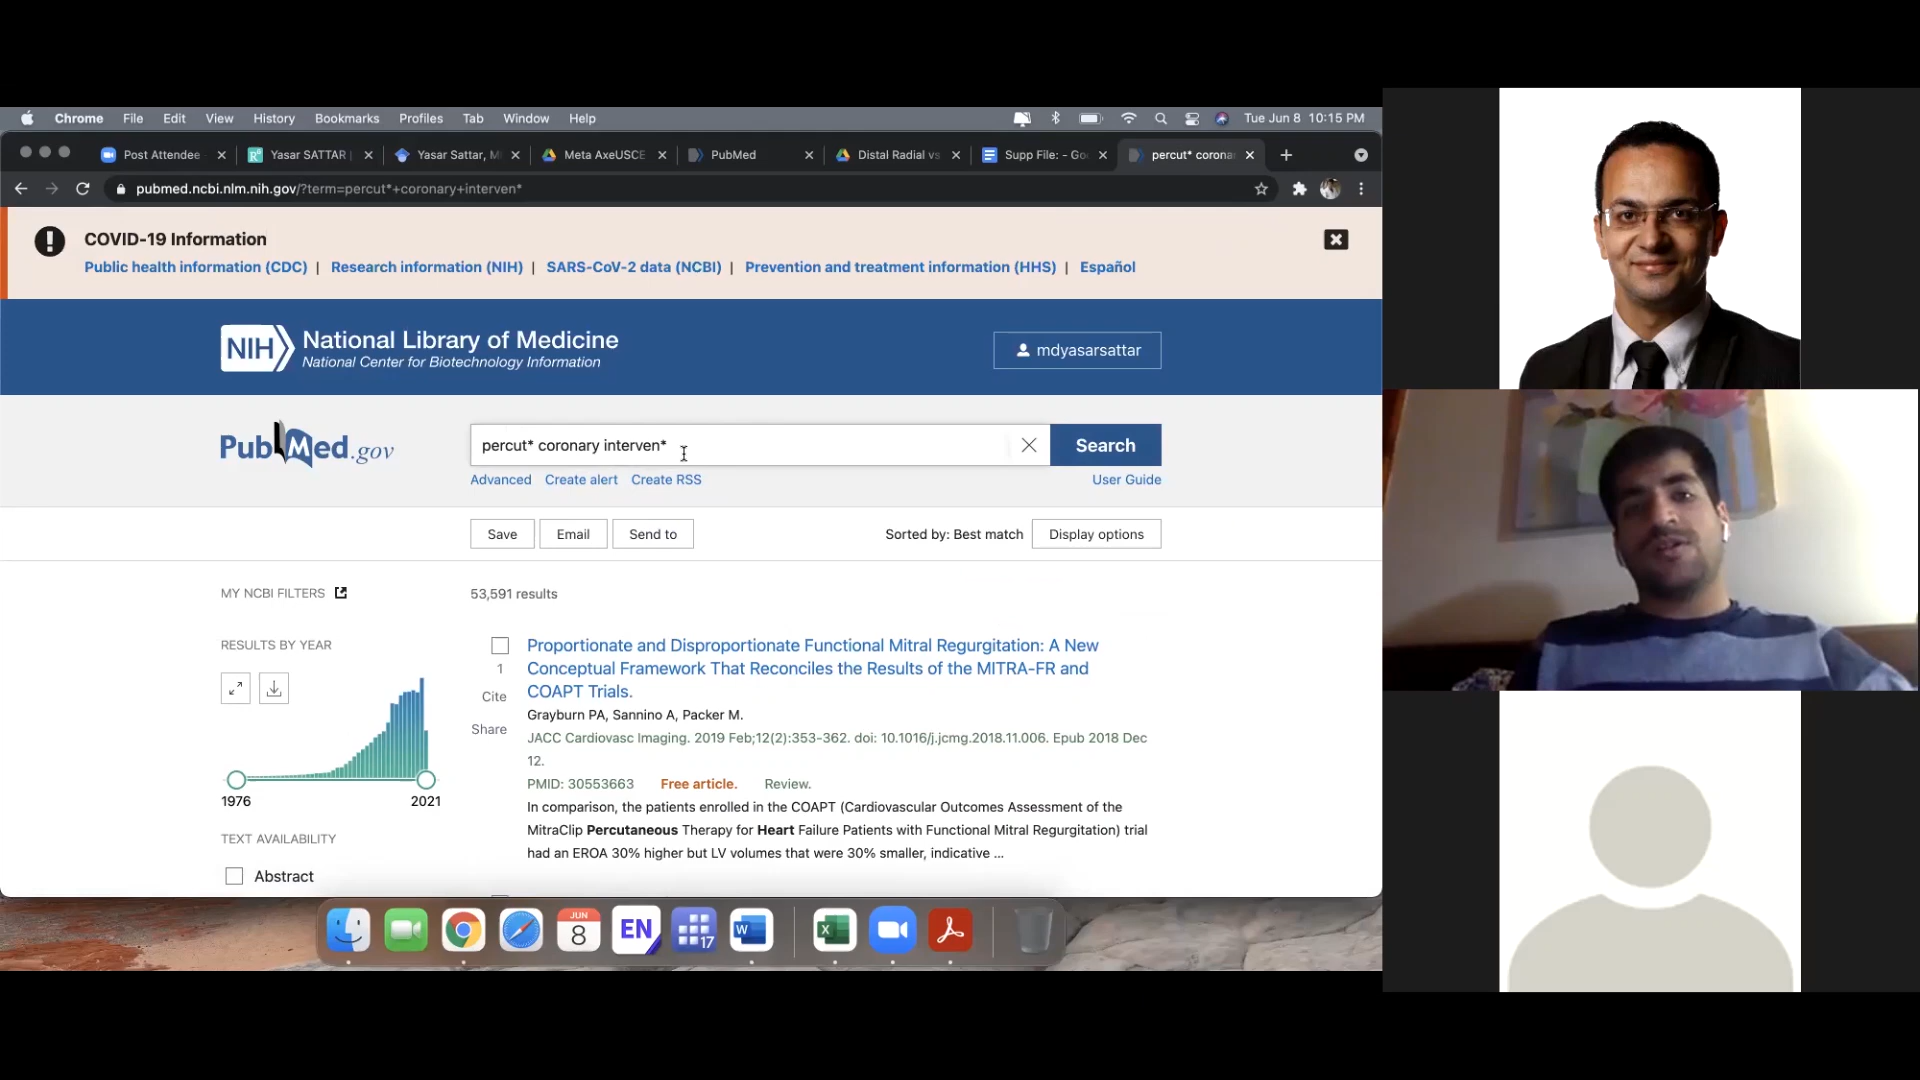 Chrome File Edit View History Bookmarks Profiles Tab Window Help Tue Jun 8 10:15 PM
Post Attendee Yasar SATTAR Yasar Sattar, M Meta AxeUSCE PubMed Distal Radial vs Supp File: - Go percut* corona
pubmed.ncbi.nlm.nih.gov/?term=percut*+coronary+interven*
COVID-19 Information
Public health information (CDC) | Research information (NIH) | SARS-CoV-2 data (NCBI) | Prevention and treatment information (HHS) | Español
NIH National Library of Medicine
National Center for Biotechnology Information
mdyasarsattar
PubMed.gov
percut* coronary interven*
Search
Advanced Create alert Create RSS User Guide
Save Email Send to Sorted by: Best match Display options
MY NCBI FILTERS
53,591 results
RESULTS BY YEAR
1976 2021
TEXT AVAILABILITY
Abstract
1
Cite
Share
Proportionate and Disproportionate Functional Mitral Regurgitation: A New
Conceptual Framework That Reconciles the Results of the MITRA-FR and
COAPT Trials.
Grayburn PA, Sannino A, Packer M.
JACC Cardiovasc Imaging. 2019 Feb;12(2):353-362. doi: 10.1016/j.jcmg.2018.11.006. Epub 2018 Dec
12.
PMID: 30553663 Free article. Review.
In comparison, the patients enrolled in the COAPT (Cardiovascular Outcomes Assessment of the
MitraClip Percutaneous Therapy for Heart Failure Patients with Functional Mitral Regurgitation) trial
had an EROA 30% higher but LV volumes that were 30% smaller, indicative ...
JUN
8
EN
17
W
X